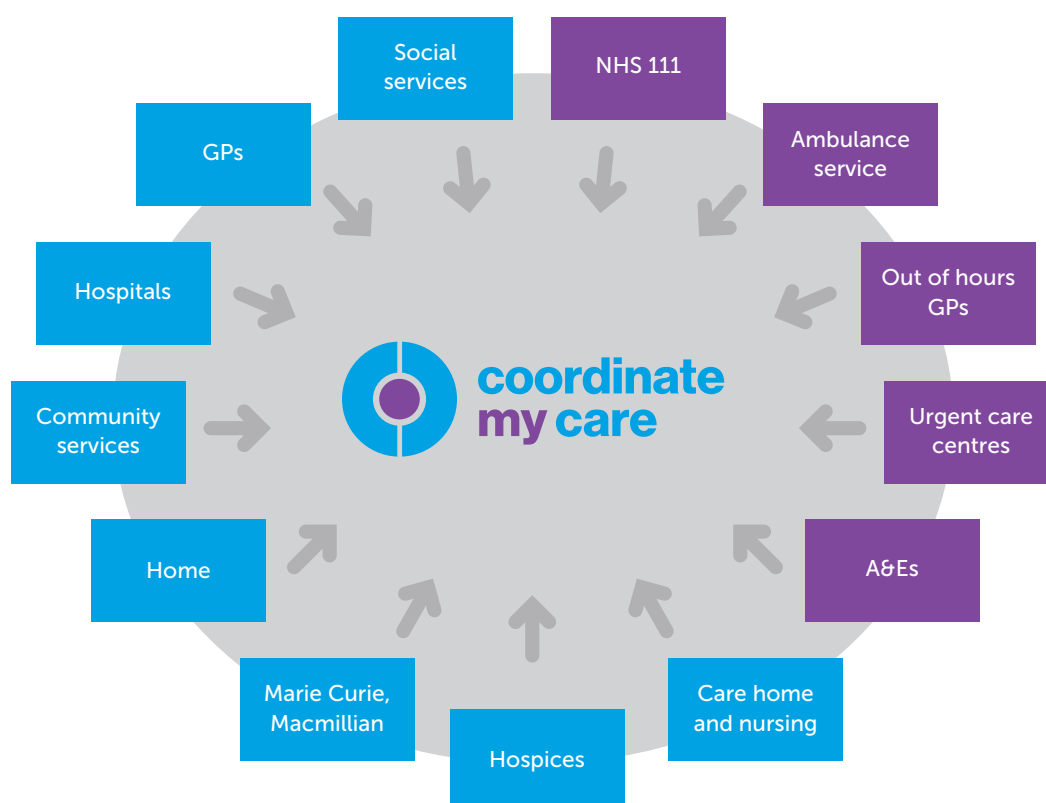 Social
services
NHS 111
GPs
Ambulance
service
Hospitals
Out of hours
GPs
coordinate
my care
Community
services
Urgent care
centres
Home
A&Es
Marie Curie,
Macmillian
Care home
and nursing
Hospices